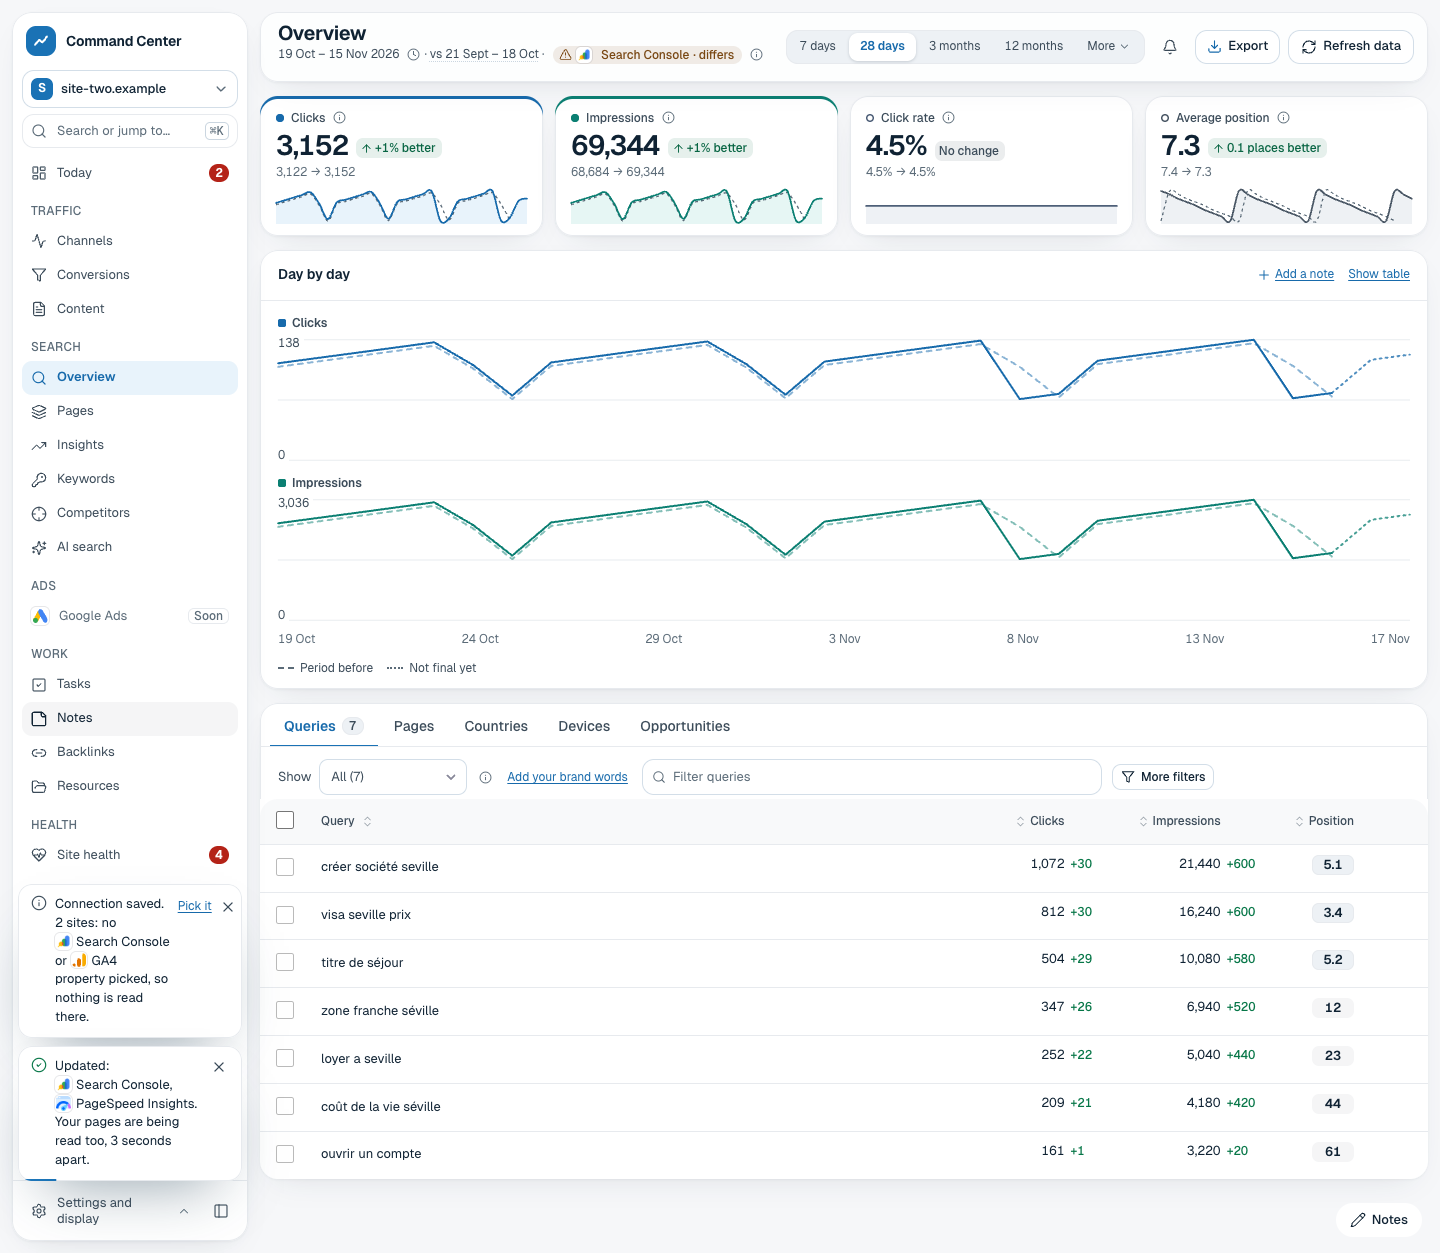 Command Center
S site-two.example
Search or jump to... ⌘K
Today 2
TRAFFIC
Channels
Conversions
Content
SEARCH
Overview
Pages
Insights
Keywords
Competitors
AI search
ADS
Google Ads Soon
WORK
Tasks
Notes
Backlinks
Resources
HEALTH
Site health 4
Connection saved. Pick it
2 sites: no
Search Console
or GA4
property picked, so
nothing is read
there.
Updated:
Search Console,
PageSpeed Insights.
Your pages are being
read too, 3 seconds
apart.
Settings and
display
Overview
19 Oct – 15 Nov 2026 · vs 21 Sept – 18 Oct · Search Console · differs
7 days 28 days 3 months 12 months More
Export
Refresh data
Clicks
3,152 ↑ +1% better
3,122 → 3,152
Impressions
69,344 ↑ +1% better
68,684 → 69,344
Click rate
4.5% No change
4.5% → 4.5%
Average position
7.3 ↑ 0.1 places better
7.4 → 7.3
Day by day
Add a note Show table
Clicks
138
0
Impressions
3,036
0
19 Oct 24 Oct 29 Oct 3 Nov 8 Nov 13 Nov 17 Nov
Period before Not final yet
Queries 7 Pages Countries Devices Opportunities
Show All (7) Add your brand words Filter queries More filters
Query Clicks Impressions Position
créer société seville 1,072 +30 21,440 +600 5.1
visa seville prix 812 +30 16,240 +600 3.4
titre de séjour 504 +29 10,080 +580 5.2
zone franche séville 347 +26 6,940 +520 12
loyer a seville 252 +22 5,040 +440 23
coût de la vie séville 209 +21 4,180 +420 44
ouvrir un compte 161 +1 3,220 +20 61
Notes